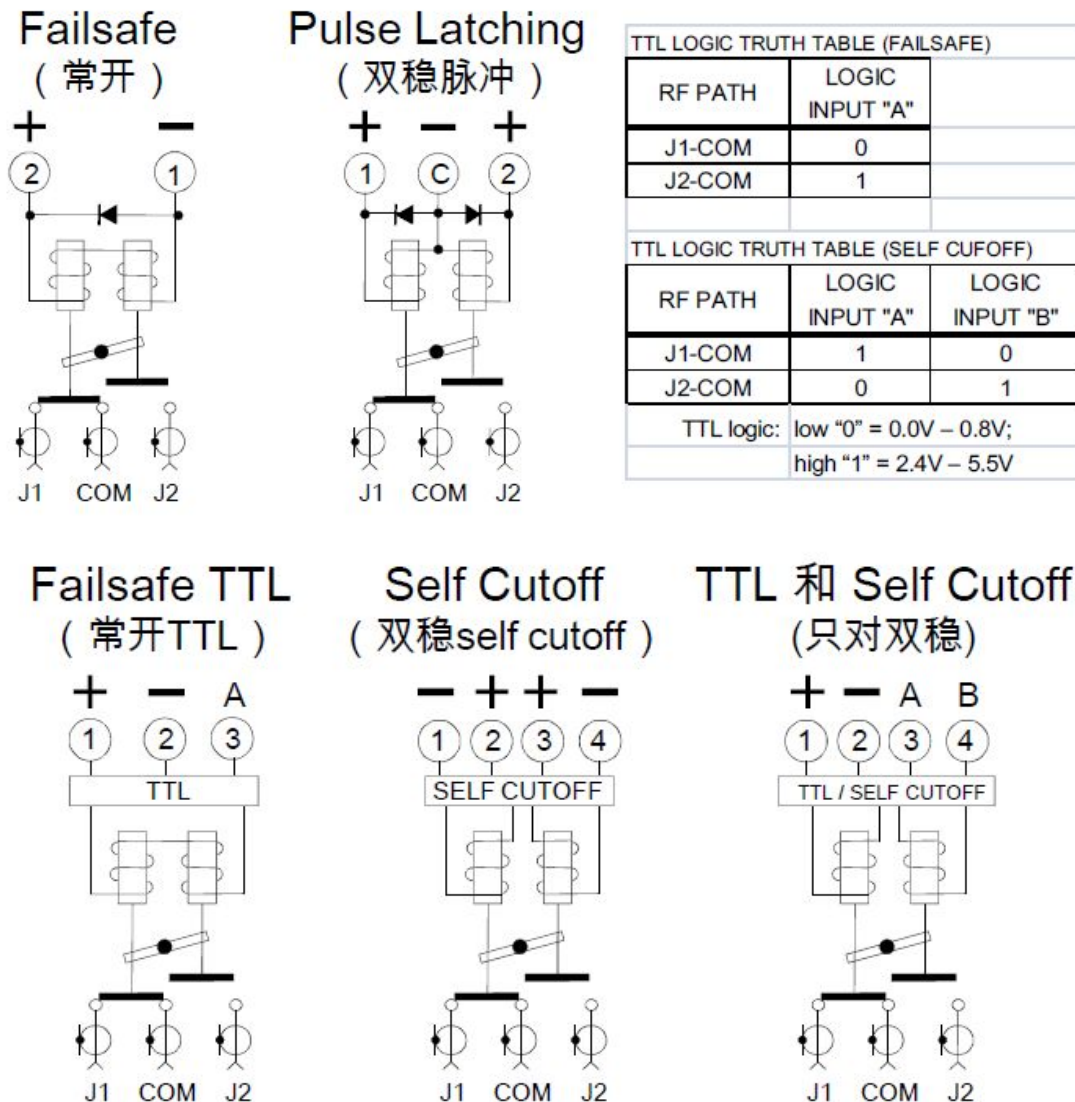 Failsafe
（常开）
+ −
2 1
J1 COM J2
Pulse Latching
（双稳脉冲）
+ − +
1 C 2
J1 COM J2
TTL LOGIC TRUTH TABLE (FAILSAFE)
RF PATH LOGIC INPUT "A"
J1-COM 0
J2-COM 1
TTL LOGIC TRUTH TABLE (SELF CUFOFF)
RF PATH LOGIC INPUT "A" LOGIC INPUT "B"
J1-COM 1 0
J2-COM 0 1
TTL logic: low “0” = 0.0V – 0.8V;
high “1” = 2.4V – 5.5V
Failsafe TTL
（常开TTL）
+ − A
1 2 3
TTL
J1 COM J2
Self Cutoff
（双稳self cutoff）
− + + −
1 2 3 4
SELF CUTOFF
J1 COM J2
TTL 和 Self Cutoff
(只对双稳)
+ − A B
1 2 3 4
TTL / SELF CUTOFF
J1 COM J2